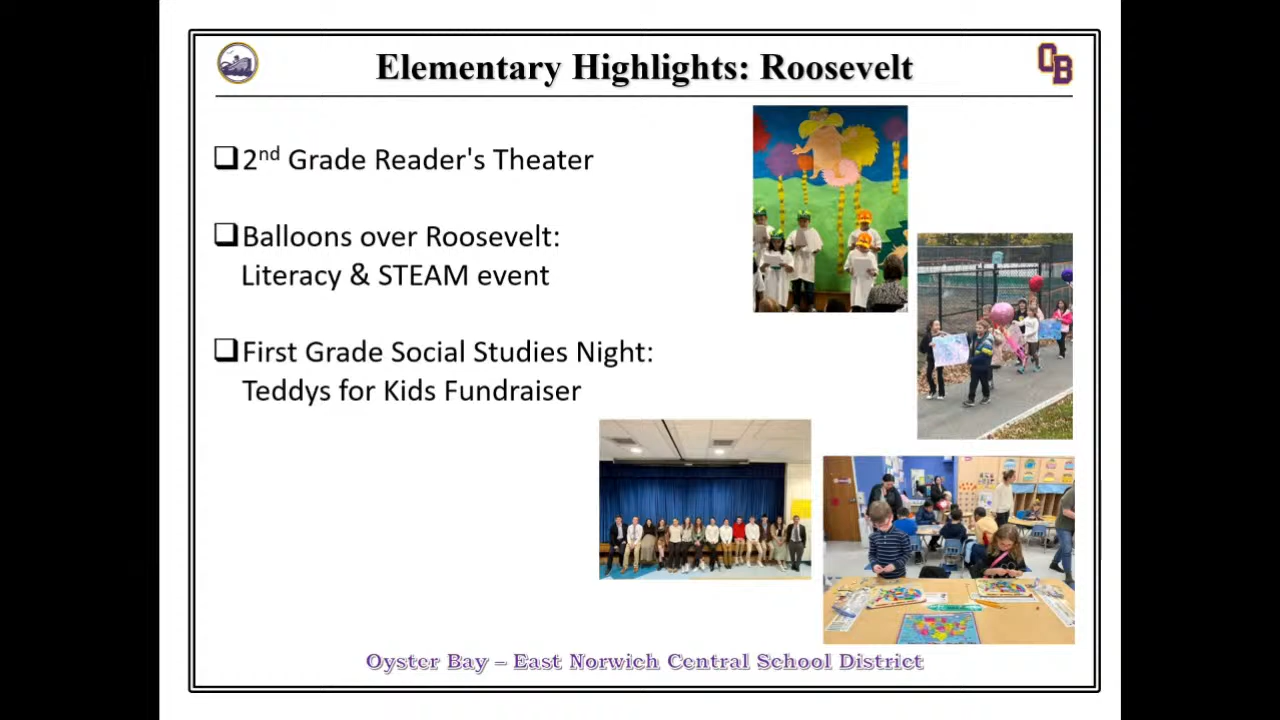 Elementary Highlights: Roosevelt
OB
2nd Grade Reader's Theater
Balloons over Roosevelt:
Literacy & STEAM event
First Grade Social Studies Night:
Teddys for Kids Fundraiser
Oyster Bay – East Norwich Central School District